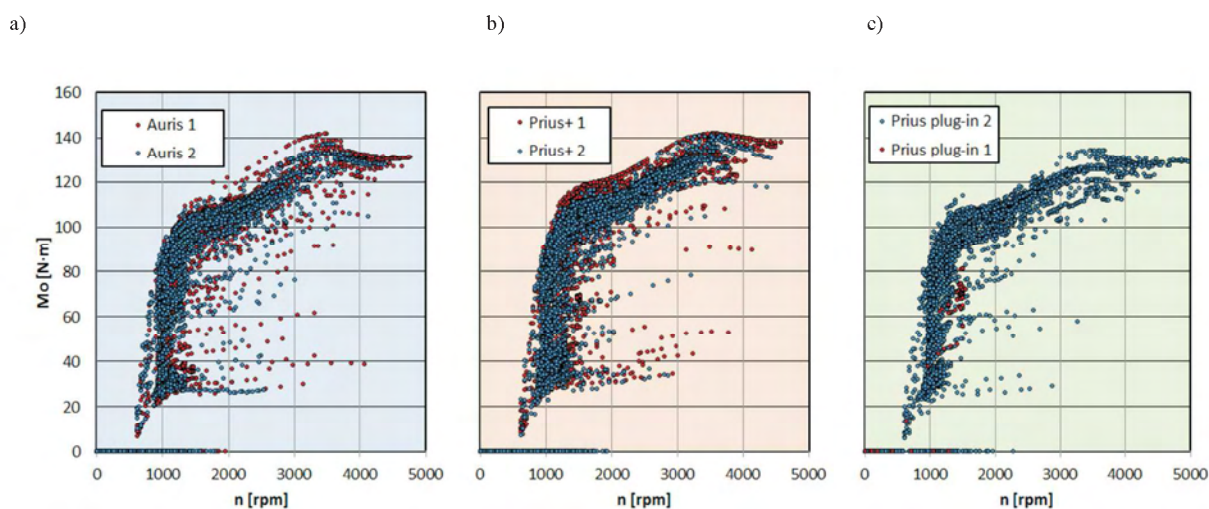 a)
b)
c)
160
140
120
100
80
60
40
20
0
Mo [N·m]
Auris 1
Auris 2
0 1000 2000 3000 4000 5000
n [rpm]
Prius+ 1
Prius+ 2
0 1000 2000 3000 4000 5000
n [rpm]
Prius plug-in 2
Prius plug-in 1
0 1000 2000 3000 4000 5000
n [rpm]